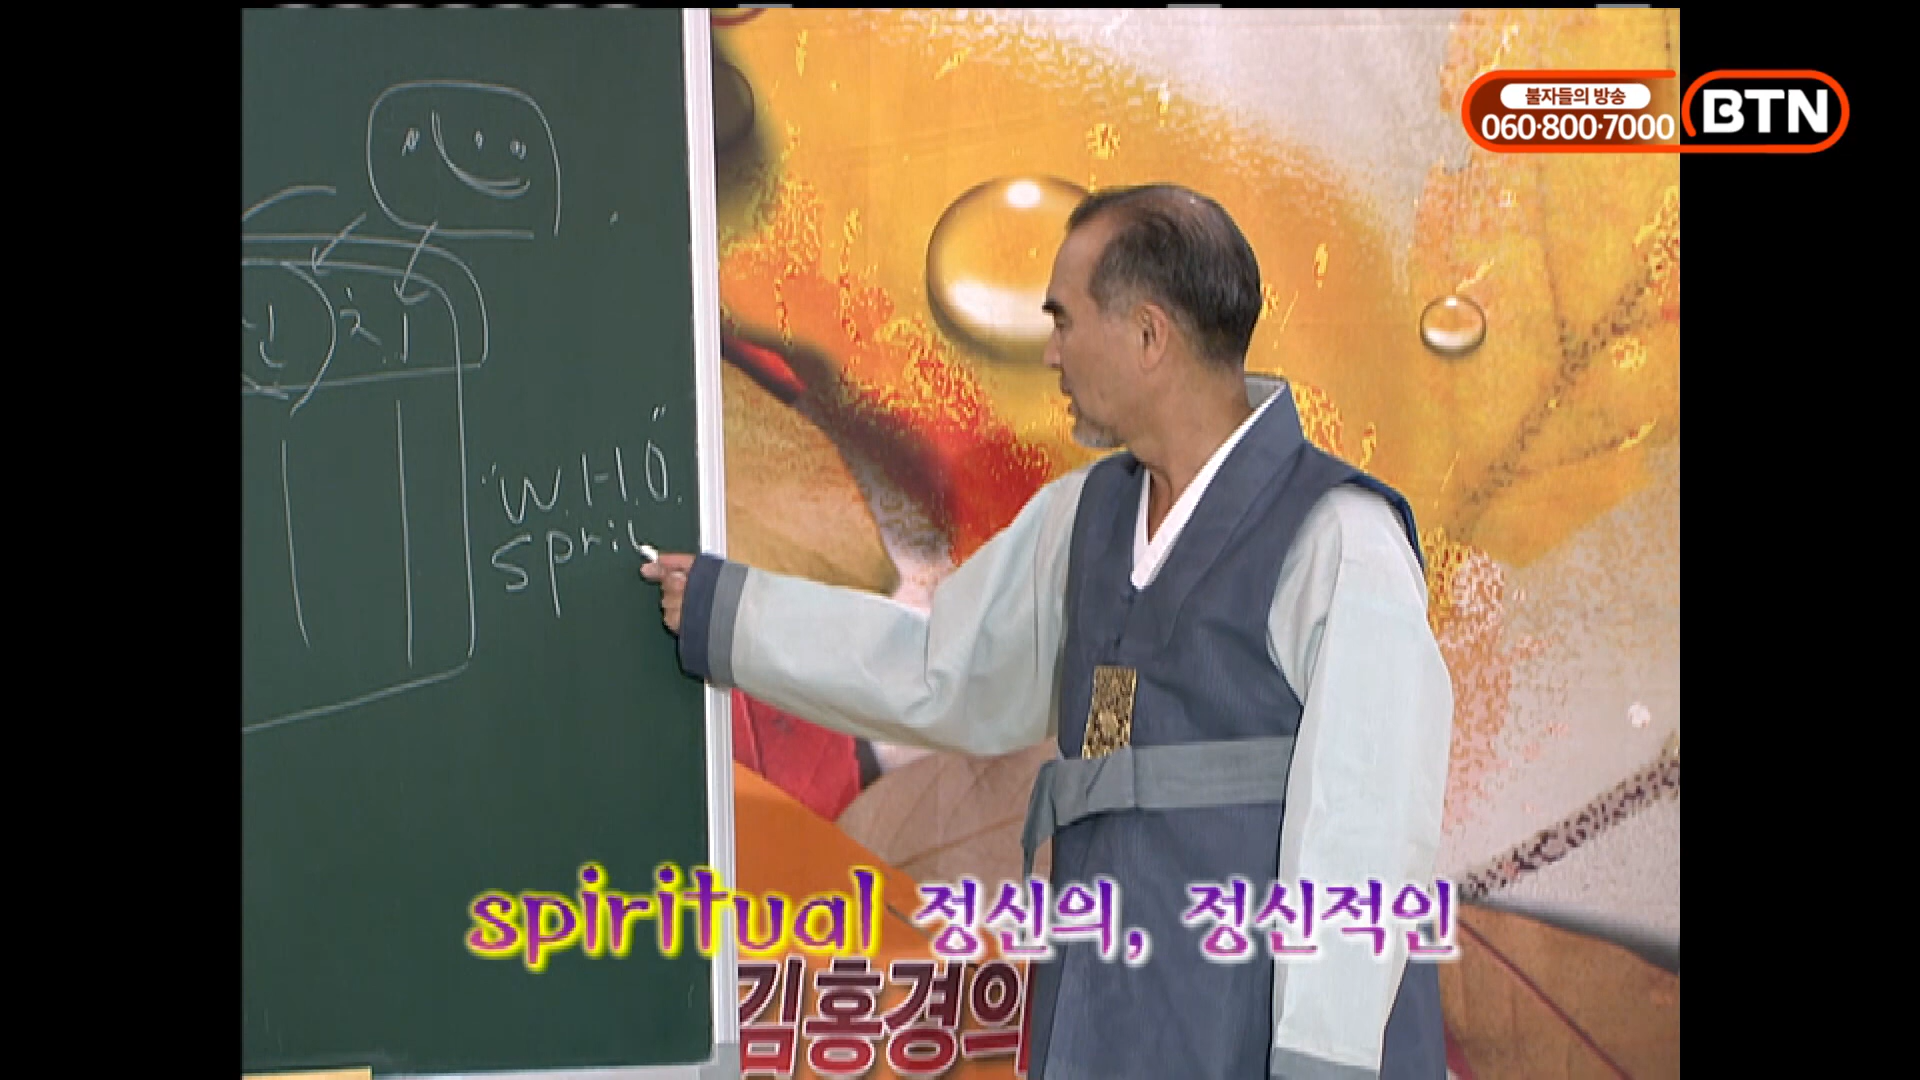 불자들의 방송
060·800·7000
BTN
"W.H.O."
spri
spiritual 정신의, 정신적인
김홍경의